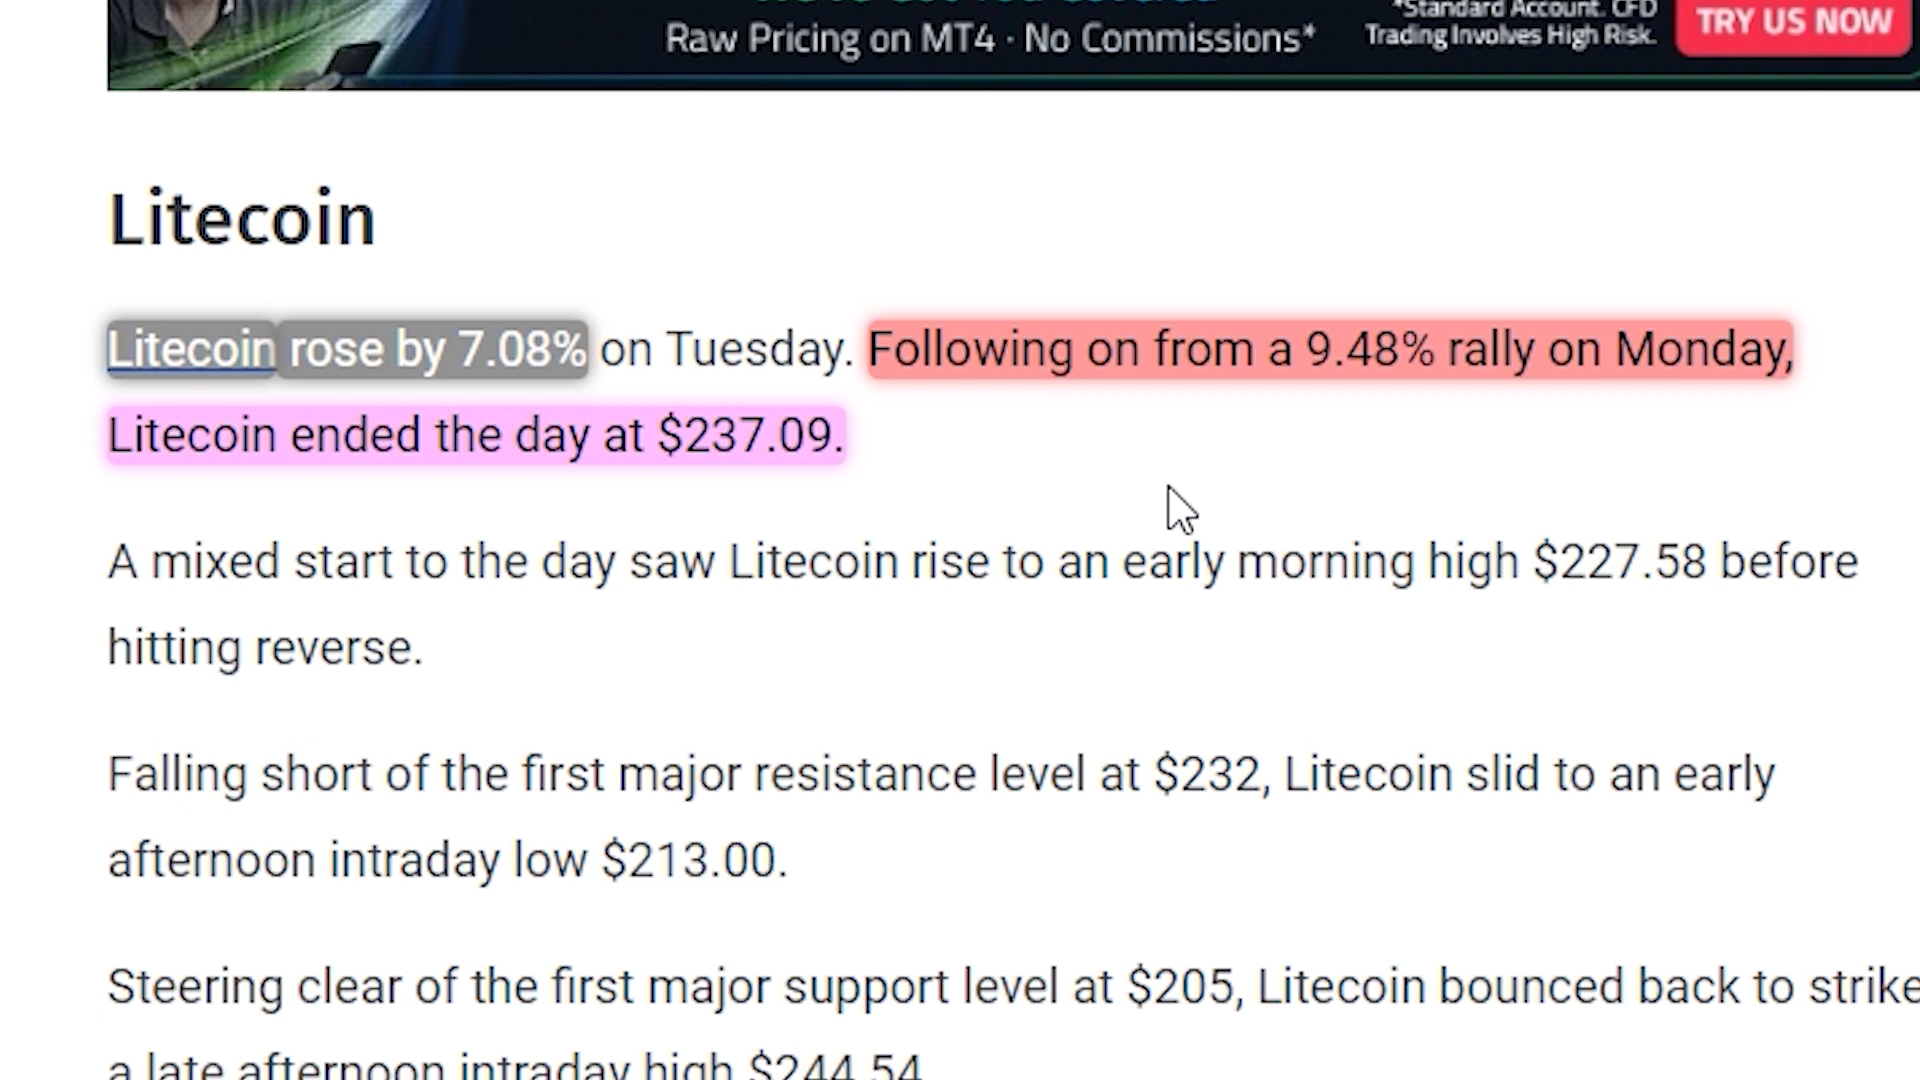 Raw Pricing on MT4 · No Commissions*
*Standard Account. CFD
Trading Involves High Risk.
TRY US NOW
Litecoin
Litecoin rose by 7.08% on Tuesday. Following on from a 9.48% rally on Monday,
Litecoin ended the day at $237.09.
A mixed start to the day saw Litecoin rise to an early morning high $227.58 before
hitting reverse.
Falling short of the first major resistance level at $232, Litecoin slid to an early
afternoon intraday low $213.00.
Steering clear of the first major support level at $205, Litecoin bounced back to strike
a late afternoon intraday high $244.54